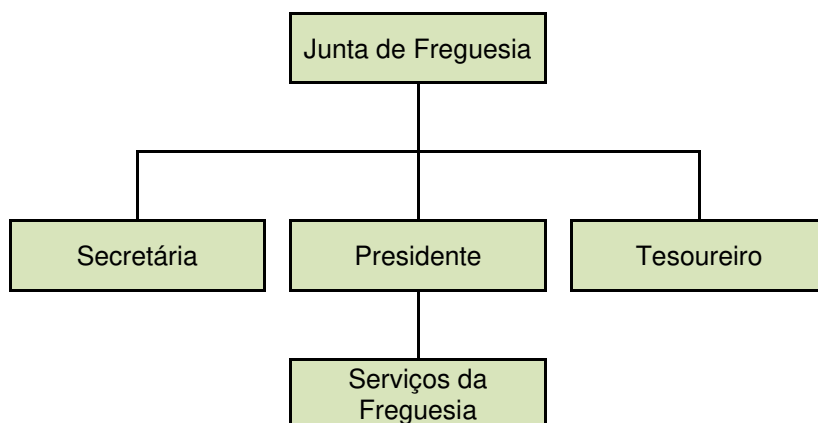 Junta de Freguesia
Secretária
Presidente
Tesoureiro
Serviços da
Freguesia